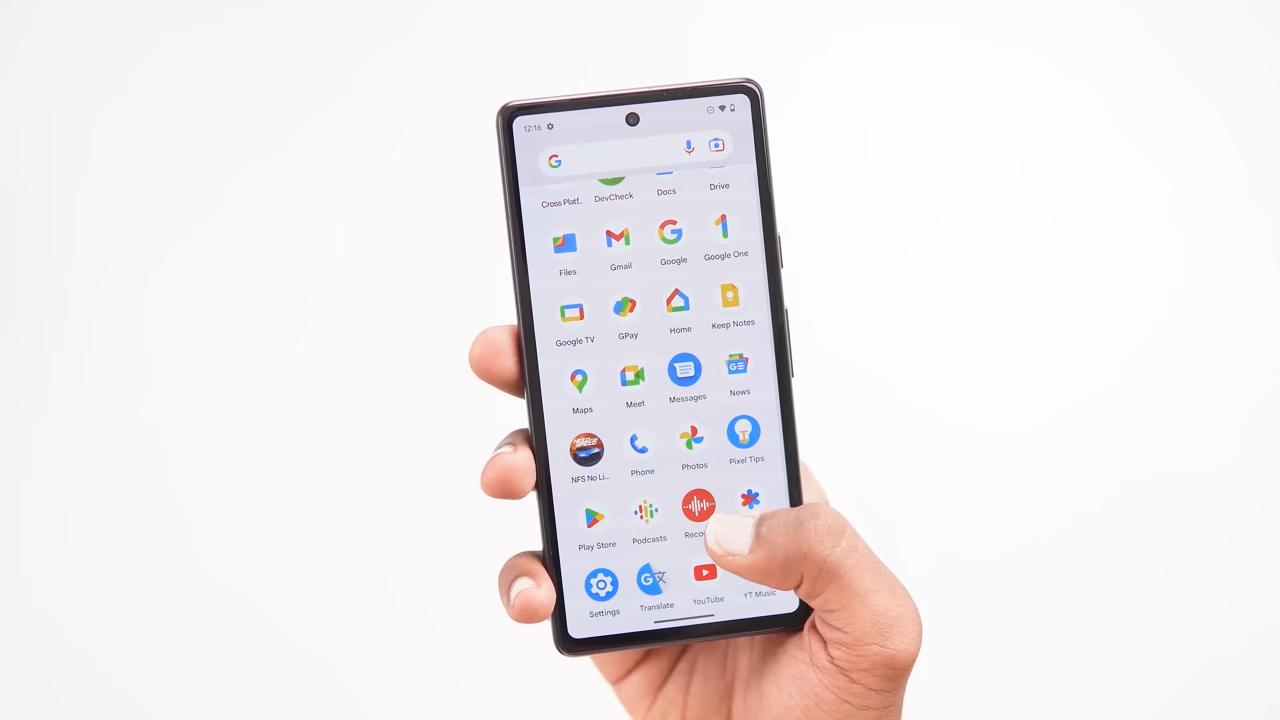 12:16
Cross Platf.. DevCheck Docs Drive
Files Gmail Google Google One
Google TV GPay Home Keep Notes
Maps Meet Messages News
NFS No Li... Phone Photos Pixel Tips
Play Store Podcasts Reco
Settings Translate YouTube YT Music